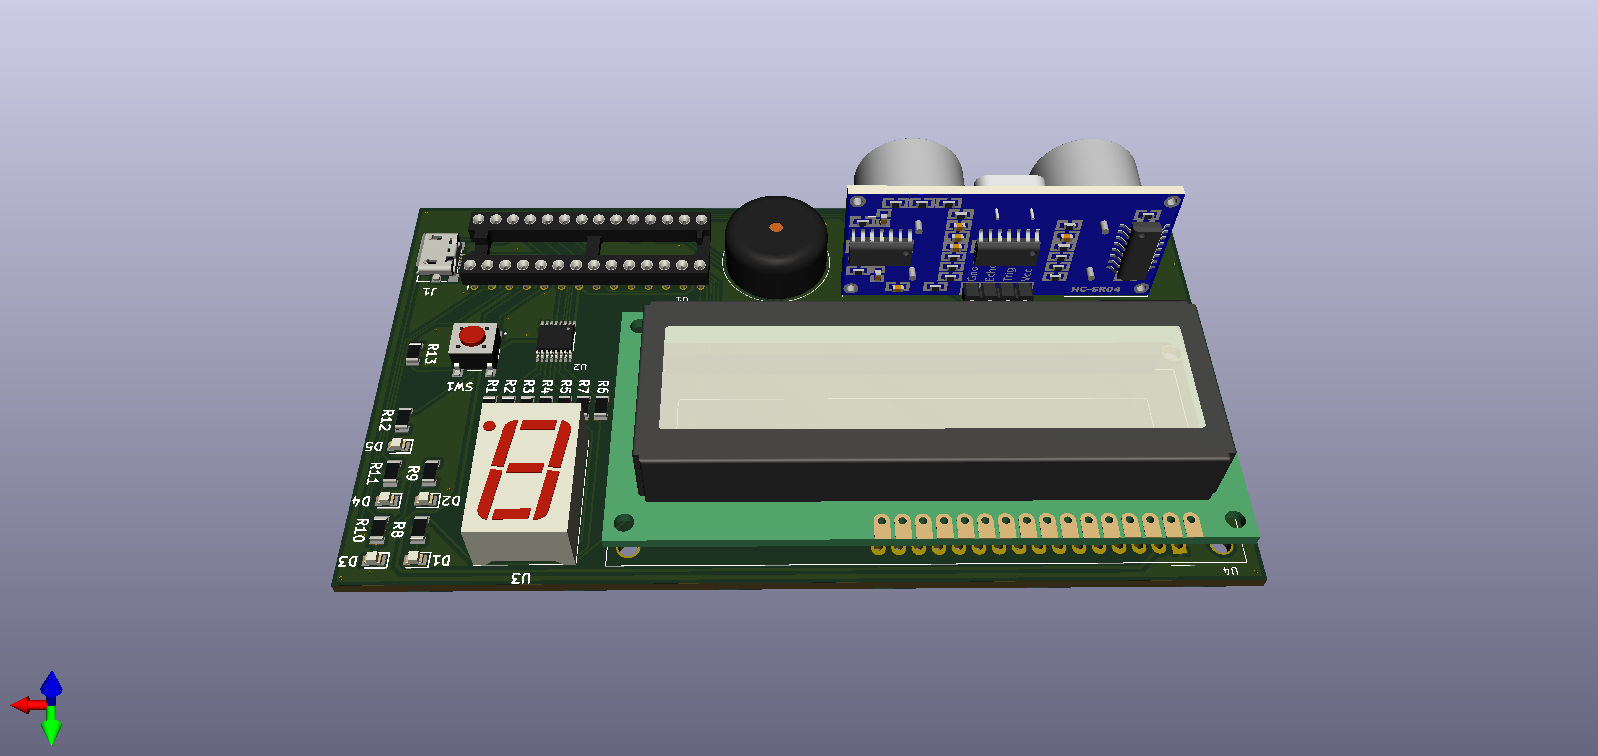 Gnd Echo Trig Vcc
HC-SR04
J1
U1
R13
U2
SW1
R1 R2 R3 R4 R5 R7 R6
R12
D5
R11 R9
D4 D2
R10 R8
D3 D1
U3
U4